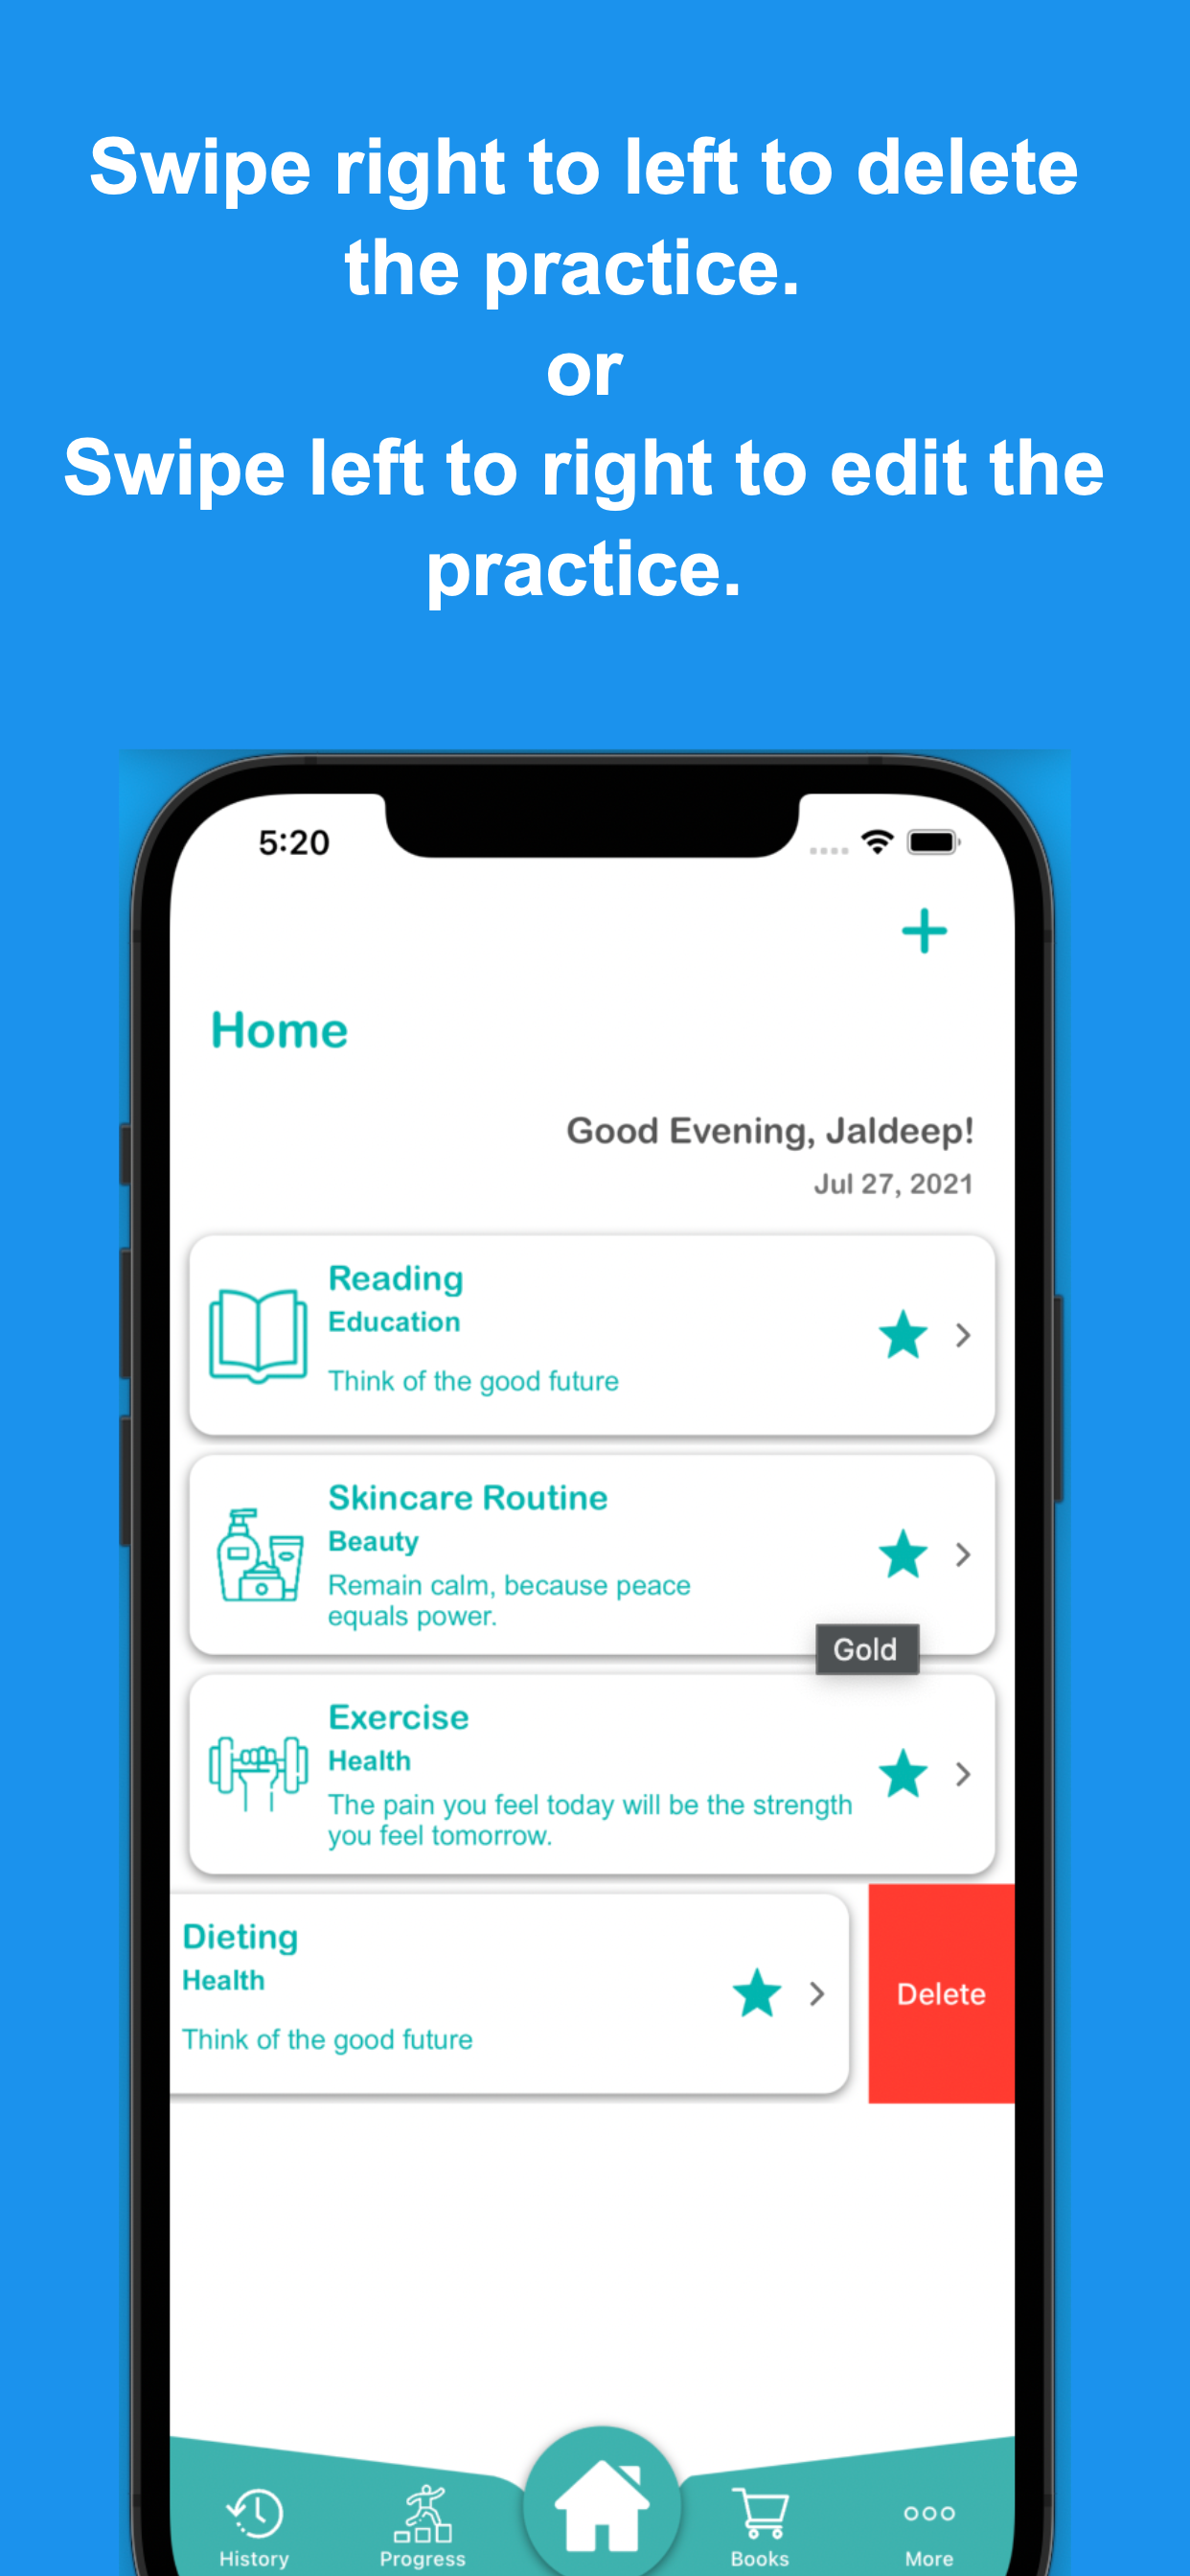 Swipe right to left to delete
the practice.
or
Swipe left to right to edit the
practice.
5:20
+
Home
Good Evening, Jaldeep!
Jul 27, 2021
Reading
Education
Think of the good future
Skincare Routine
Beauty
Remain calm, because peace
equals power.
Gold
Exercise
Health
The pain you feel today will be the strength
you feel tomorrow.
Dieting
Health
Think of the good future
Delete
History
Progress
Books
More